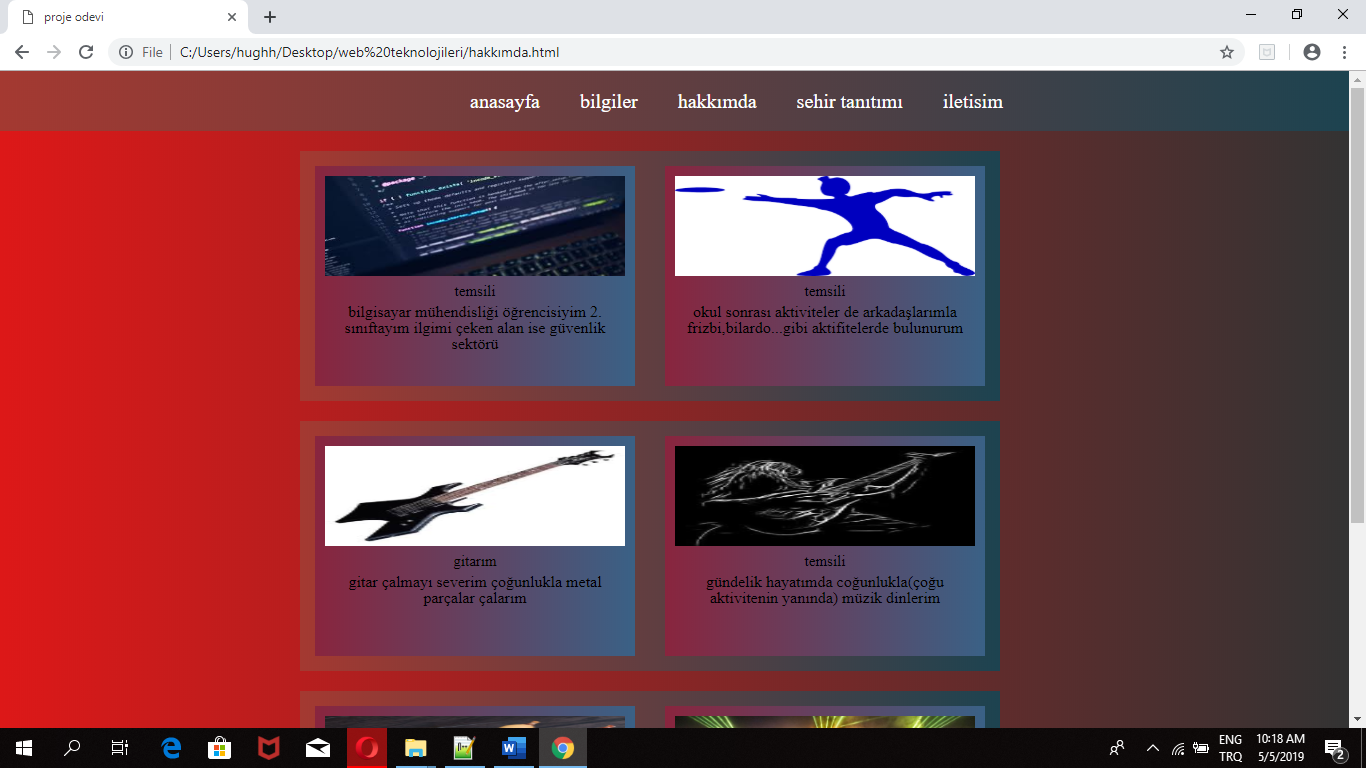 proje odevi
File C:/Users/hughh/Desktop/web%20teknolojileri/hakkımda.html
anasayfa bilgiler hakkımda sehir tanıtımı iletisim
temsili
bilgisayar mühendisliği öğrencisiyim 2.
sınıftayım ilgimi çeken alan ise güvenlik
sektörü
temsili
okul sonrası aktiviteler de arkadaşlarımla
frizbi,bilardo...gibi aktifitelerde bulunurum
gitarım
gitar çalmayı severim çoğunlukla metal
parçalar çalarım
temsili
gündelik hayatımda coğunlukla(çoğu
aktivitenin yanında) müzik dinlerim
ENG
TRQ
10:18 AM
5/5/2019
2